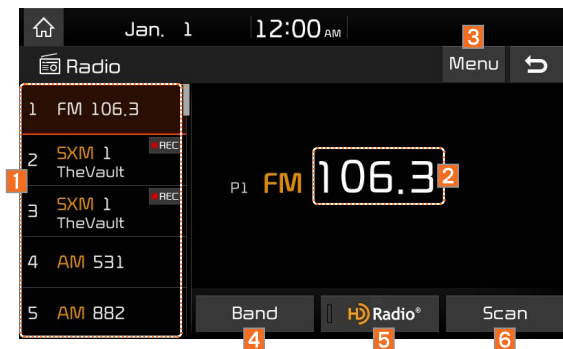 Jan. 1 12:00 AM
3
Radio Menu
1 FM 106.3
2 SXM 1 REC
TheVault
1
P1 FM 106.3 2
3 SXM 1 REC
TheVault
4 AM 531
5 AM 882
Band HD Radio® Scan
4 5 6